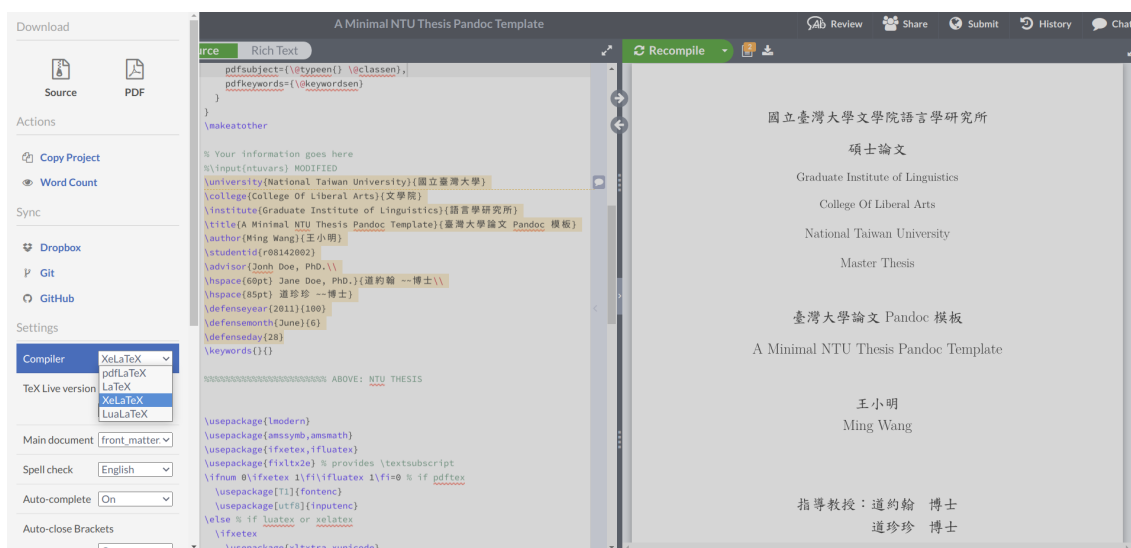 Download
Source
PDF
Actions
Copy Project
Word Count
Sync
Dropbox
Git
GitHub
Settings
Compiler XeLaTeX
pdfLaTeX
LaTeX
XeLaTeX
LuaLaTeX
TeX Live version
Main document front_matter.
Spell check English
Auto-complete On
Auto-close Brackets
A Minimal NTU Thesis Pandoc Template
Review
Share
Submit
History
Chat
urce
Rich Text
Recompile
2
pdfsubject={\@typeen{} \@classen},
pdfkeywords={\@keywordsen}
}
}
\makeatother
% Your information goes here
%\input{ntuvars} MODIFIED
\university{National Taiwan University}{國立臺灣大學}
\college{College Of Liberal Arts}{文學院}
\institute{Graduate Institute of Linguistics}{語言學研究所}
\title{A Minimal NTU Thesis Pandoc Template}{臺灣大學論文 Pandoc 模板}
\author{Ming Wang}{王小明}
\studentid{r08142002}
\advisor{Jonh Doe, PhD.\\
\hspace{60pt} Jane Doe, PhD.}{道約翰 --博士\\
\hspace{85pt} 道珍珍 --博士}
\defenseyear{2011}{100}
\defensemonth{June}{6}
\defenseday{28}
\keywords{}{}
%%%%%%%%%%%%%%%%%%%%%%% ABOVE: NTU THESIS
\usepackage{lmodern}
\usepackage{amssymb,amsmath}
\usepackage{ifxetex,ifluatex}
\usepackage{fixltx2e} % provides \textsubscript
\ifnum 0\ifxetex 1\fi\ifluatex 1\fi=0 % if pdftex
\usepackage[T1]{fontenc}
\usepackage[utf8]{inputenc}
\else % if luatex or xelatex
\ifxetex
\usepackage{xltxtra,xunicode}
國立臺灣大學文學院語言學研究所
碩士論文
Graduate Institute of Linguistics
College Of Liberal Arts
National Taiwan University
Master Thesis
臺灣大學論文 Pandoc 模板
A Minimal NTU Thesis Pandoc Template
王小明
Ming Wang
指導教授：道約翰 博士
道珍珍 博士